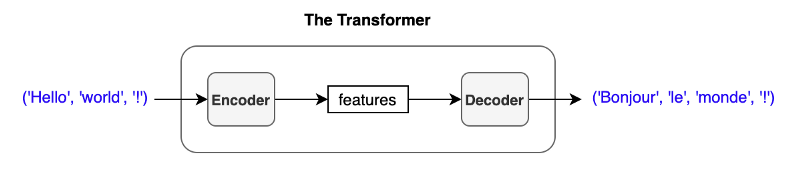 The Transformer
('Hello', 'world', '!')
Encoder
features
Decoder
('Bonjour', 'le', 'monde', '!')